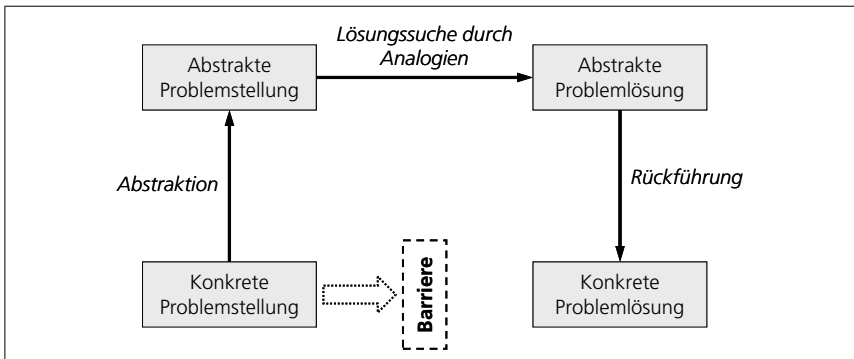 Lösungssuche durch
Analogien
Abstrakte
Problemstellung
Abstrakte
Problemlösung
Abstraktion
Rückführung
Konkrete
Problemstellung
Barriere
Konkrete
Problemlösung